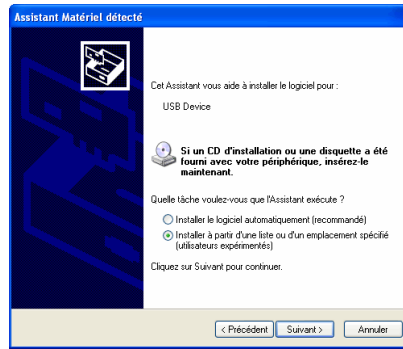 Assistant Matériel détecté
Cet Assistant vous aide à installer le logiciel pour :
USB Device
Si un CD d'installation ou une disquette a été
fourni avec votre périphérique, insérez-le
maintenant.
Quelle tâche voulez-vous que l'Assistant exécute ?
Installer le logiciel automatiquement (recommandé)
Installer à partir d'une liste ou d'un emplacement spécifié
(utilisateurs expérimentés)
Cliquez sur Suivant pour continuer.
< Précédent Suivant > Annuler